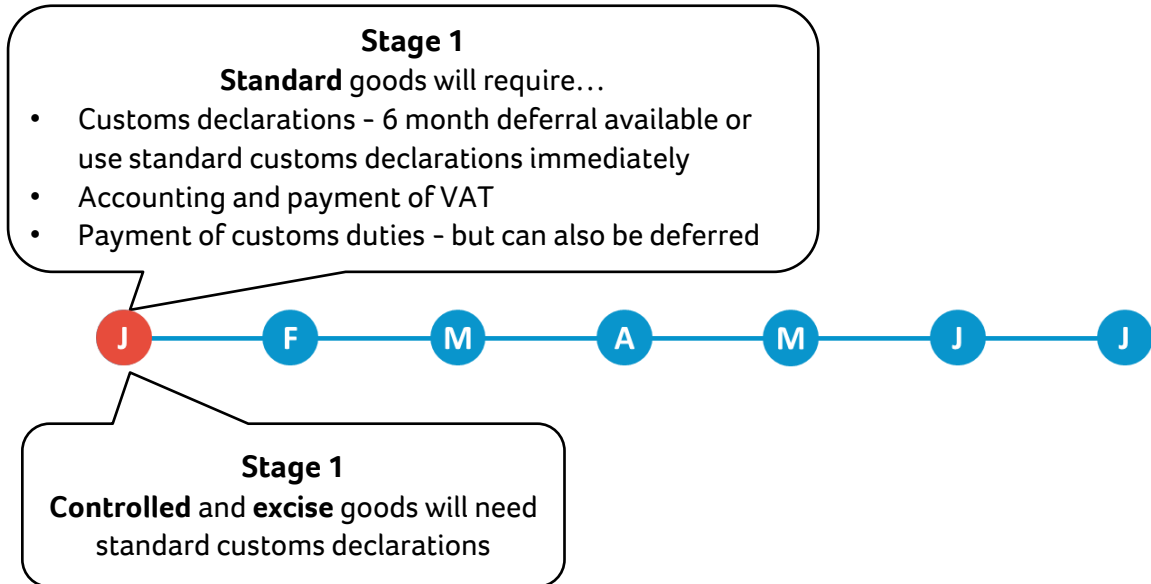 Stage 1
Standard goods will require…
• Customs declarations - 6 month deferral available or
use standard customs declarations immediately
• Accounting and payment of VAT
• Payment of customs duties - but can also be deferred
J F M A M J J
Stage 1
Controlled and excise goods will need
standard customs declarations